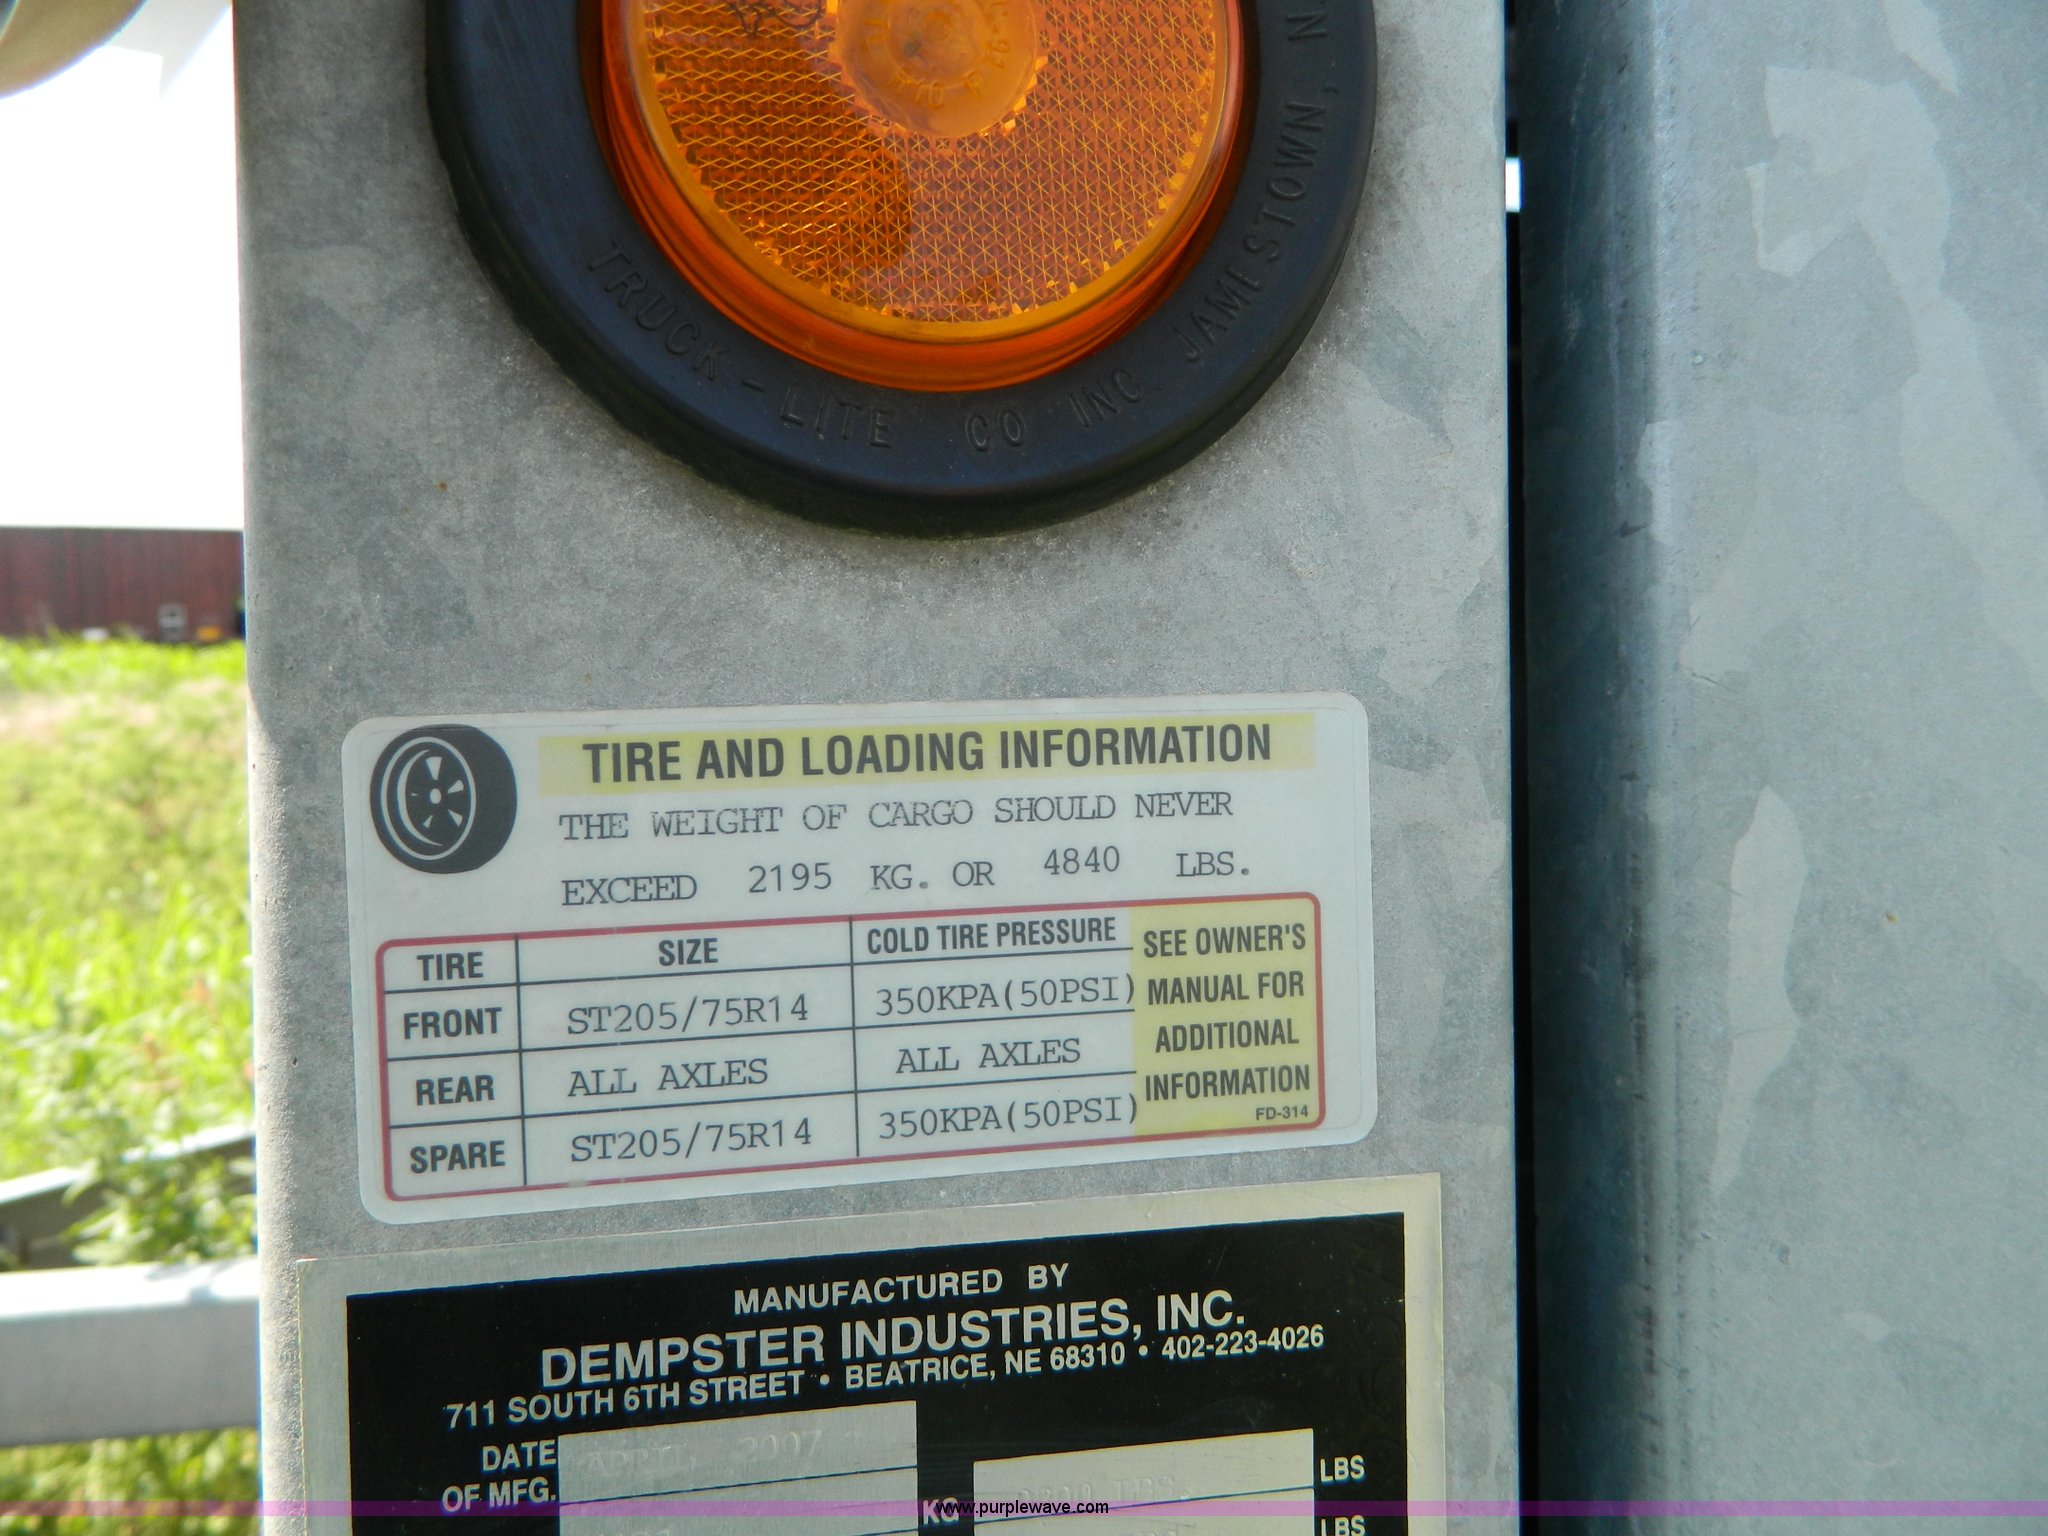 TRUCK-LITE CO INC. JAMESTOWN, N.
TIRE AND LOADING INFORMATION
THE WEIGHT OF CARGO SHOULD NEVER
EXCEED 2195 KG. OR 4840 LBS.
TIRE SIZE COLD TIRE PRESSURE
FRONT ST205/75R14 350KPA(50PSI)
REAR ALL AXLES ALL AXLES
SPARE ST205/75R14 350KPA(50PSI)
SEE OWNER'S
MANUAL FOR
ADDITIONAL
INFORMATION
FD-314
MANUFACTURED BY
DEMPSTER INDUSTRIES, INC.
711 SOUTH 6TH STREET • BEATRICE, NE 68310 • 402-223-4026
DATE
OF MFG.
APRIL 2007
LBS
KG
LBS.
LBS
www.purplewave.com